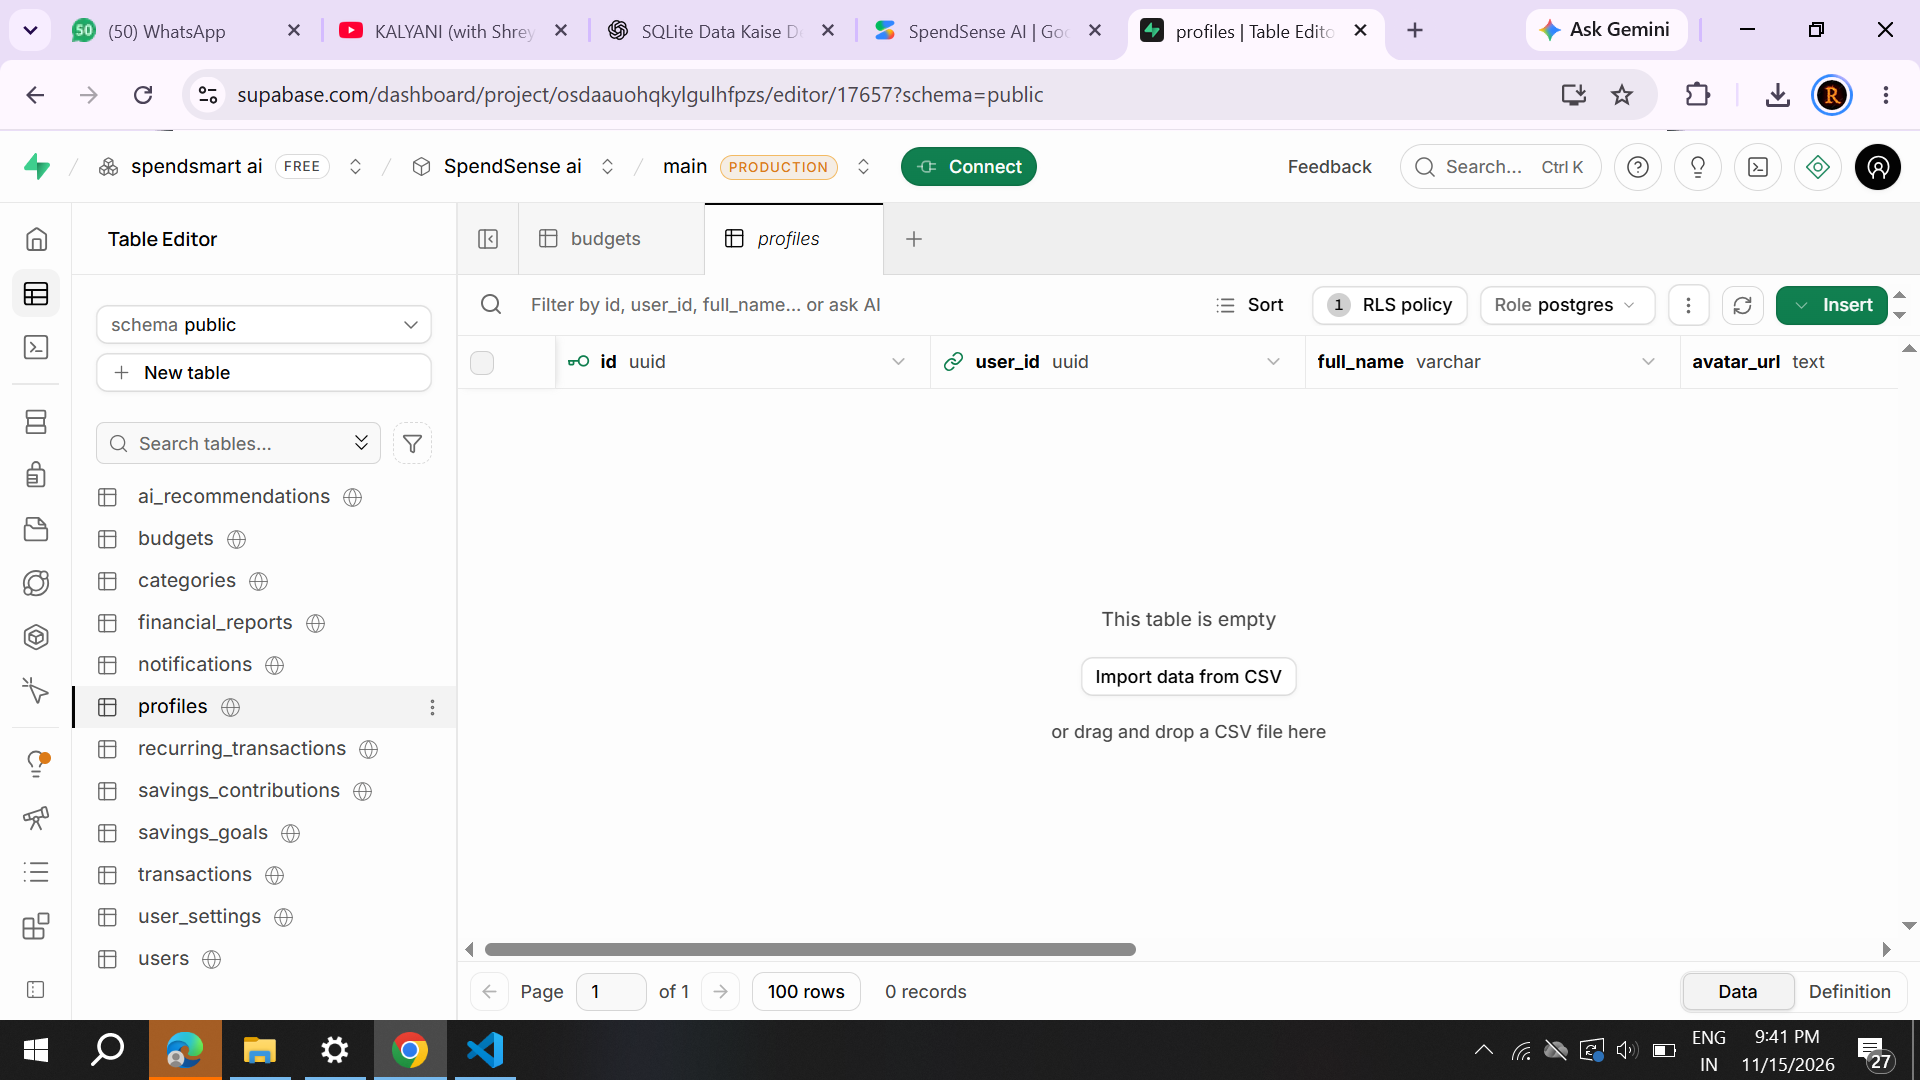 50
(50) WhatsApp
KALYANI (with Shrey
SQLite Data Kaise D
SpendSense AI | Goo
profiles | Table Edito
Ask Gemini
supabase.com/dashboard/project/osdaauohqkylgulhfpzs/editor/17657?schema=public
R
/ spendsmart ai FREE / SpendSense ai / main PRODUCTION
Connect
Feedback
Search... Ctrl K
Table Editor
budgets
profiles
schema public
New table
Search tables...
ai_recommendations
budgets
categories
financial_reports
notifications
profiles
recurring_transactions
savings_contributions
savings_goals
transactions
user_settings
users
Filter by id, user_id, full_name... or ask AI
Sort
1 RLS policy
Role postgres
Insert
id uuid
user_id uuid
full_name varchar
avatar_url text
This table is empty
Import data from CSV
or drag and drop a CSV file here
Page 1 of 1
100 rows
0 records
Data
Definition
ENG
IN
9:41 PM
11/15/2026
27